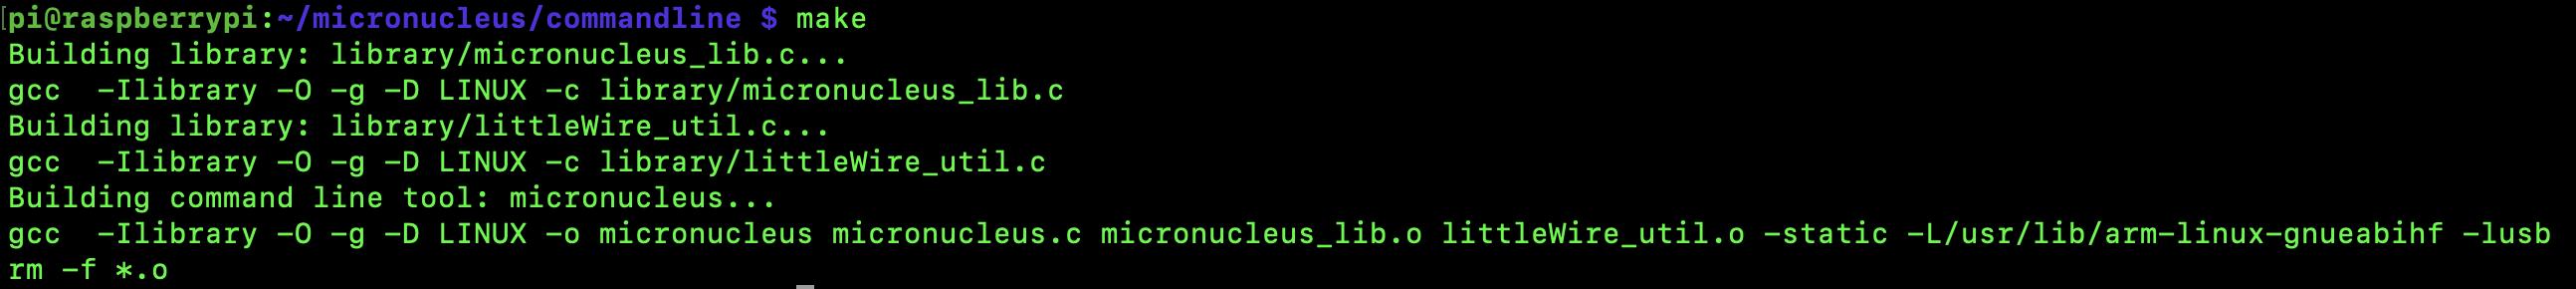 pi@raspberrypi:~/micronucleus/commandline $ make
Building library: library/micronucleus_lib.c...
gcc  -Ilibrary -O -g -D LINUX -c library/micronucleus_lib.c
Building library: library/littleWire_util.c...
gcc  -Ilibrary -O -g -D LINUX -c library/littleWire_util.c
Building command line tool: micronucleus...
gcc  -Ilibrary -O -g -D LINUX -o micronucleus micronucleus.c micronucleus_lib.o littleWire_util.o -static -L/usr/lib/arm-linux-gnueabihf -lusb
rm -f *.o